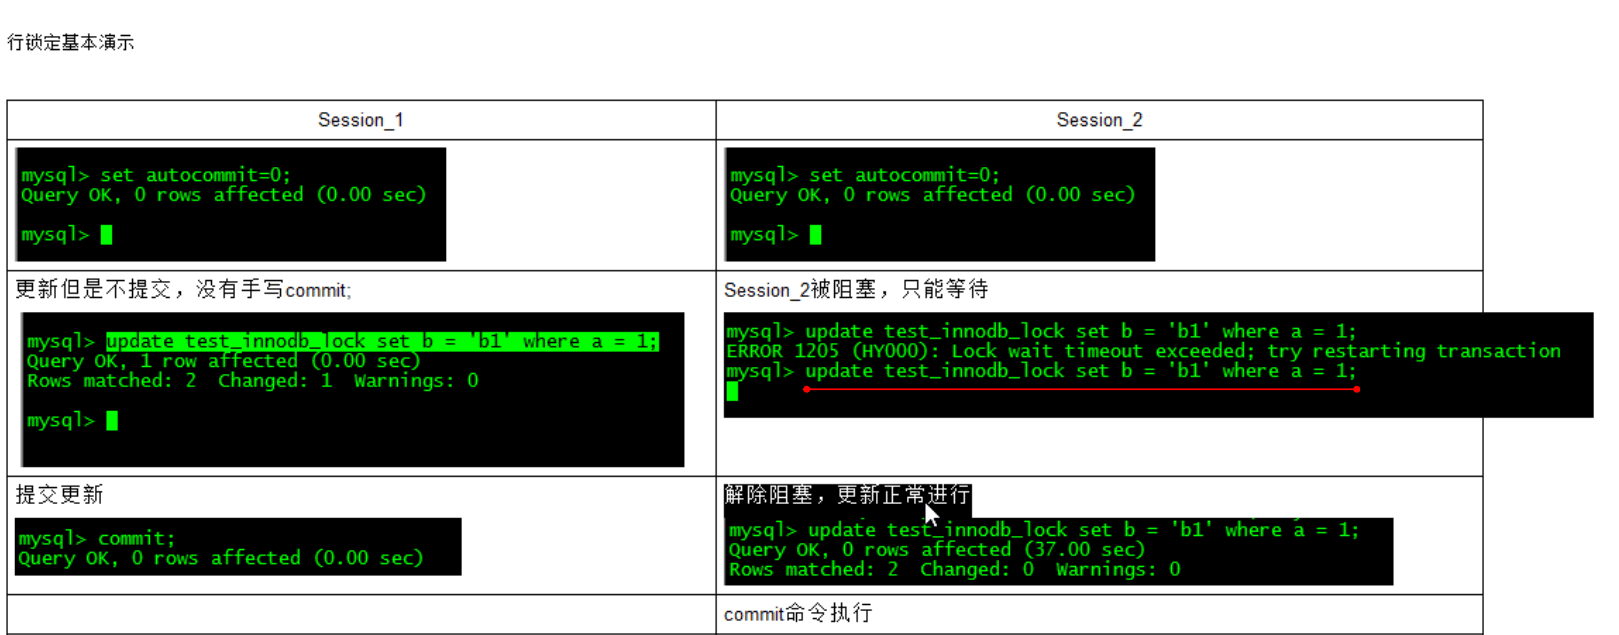 行锁定基本演示
Session_1
Session_2
mysql> set autocommit=0;
Query OK, 0 rows affected (0.00 sec)
mysql>
mysql> set autocommit=0;
Query OK, 0 rows affected (0.00 sec)
mysql>
更新但是不提交，没有手写commit;
mysql> update test_innodb_lock set b = 'b1' where a = 1;
Query OK, 1 row affected (0.00 sec)
Rows matched: 2  Changed: 1  Warnings: 0
mysql>
Session_2被阻塞，只能等待
mysql> update test_innodb_lock set b = 'b1' where a = 1;
ERROR 1205 (HY000): Lock wait timeout exceeded; try restarting transaction
mysql> update test_innodb_lock set b = 'b1' where a = 1;
提交更新
mysql> commit;
Query OK, 0 rows affected (0.00 sec)
解除阻塞，更新正常进行
mysql> update test_innodb_lock set b = 'b1' where a = 1;
Query OK, 0 rows affected (37.00 sec)
Rows matched: 2  Changed: 0  Warnings: 0
commit命令执行